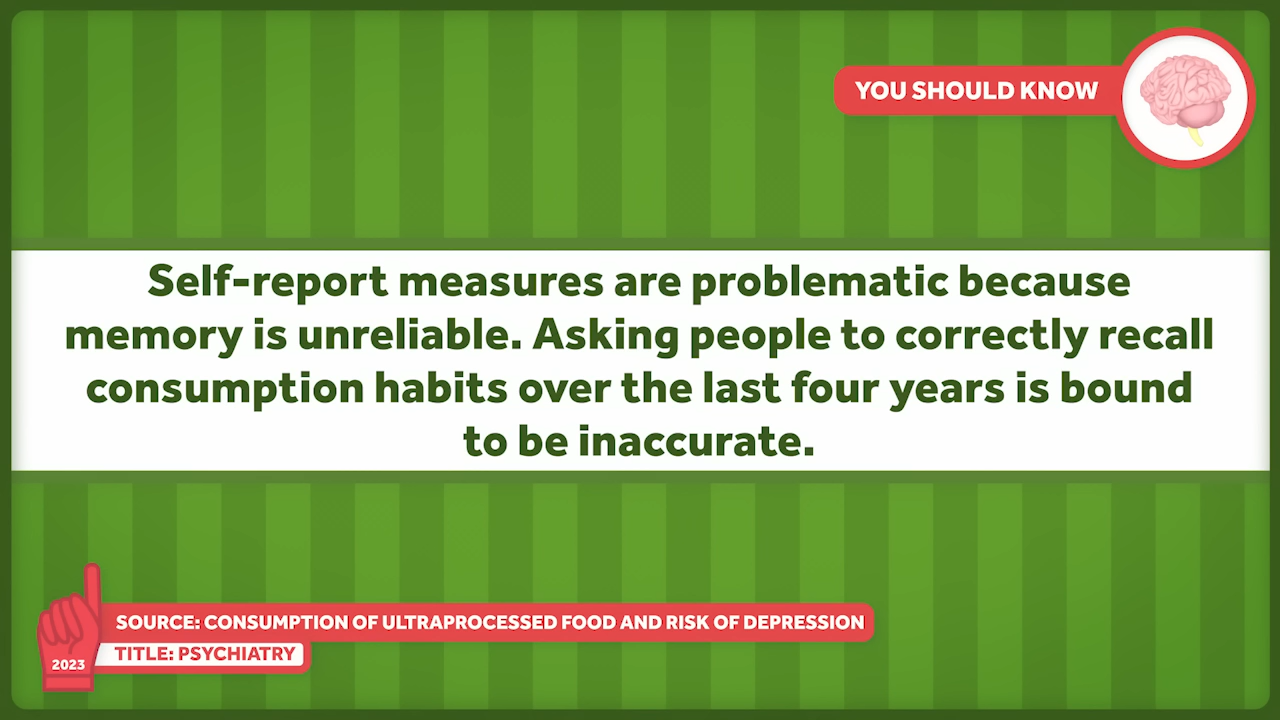 YOU SHOULD KNOW
Self-report measures are problematic because
memory is unreliable. Asking people to correctly recall
consumption habits over the last four years is bound
to be inaccurate.
SOURCE: CONSUMPTION OF ULTRAPROCESSED FOOD AND RISK OF DEPRESSION
TITLE: PSYCHIATRY
2023